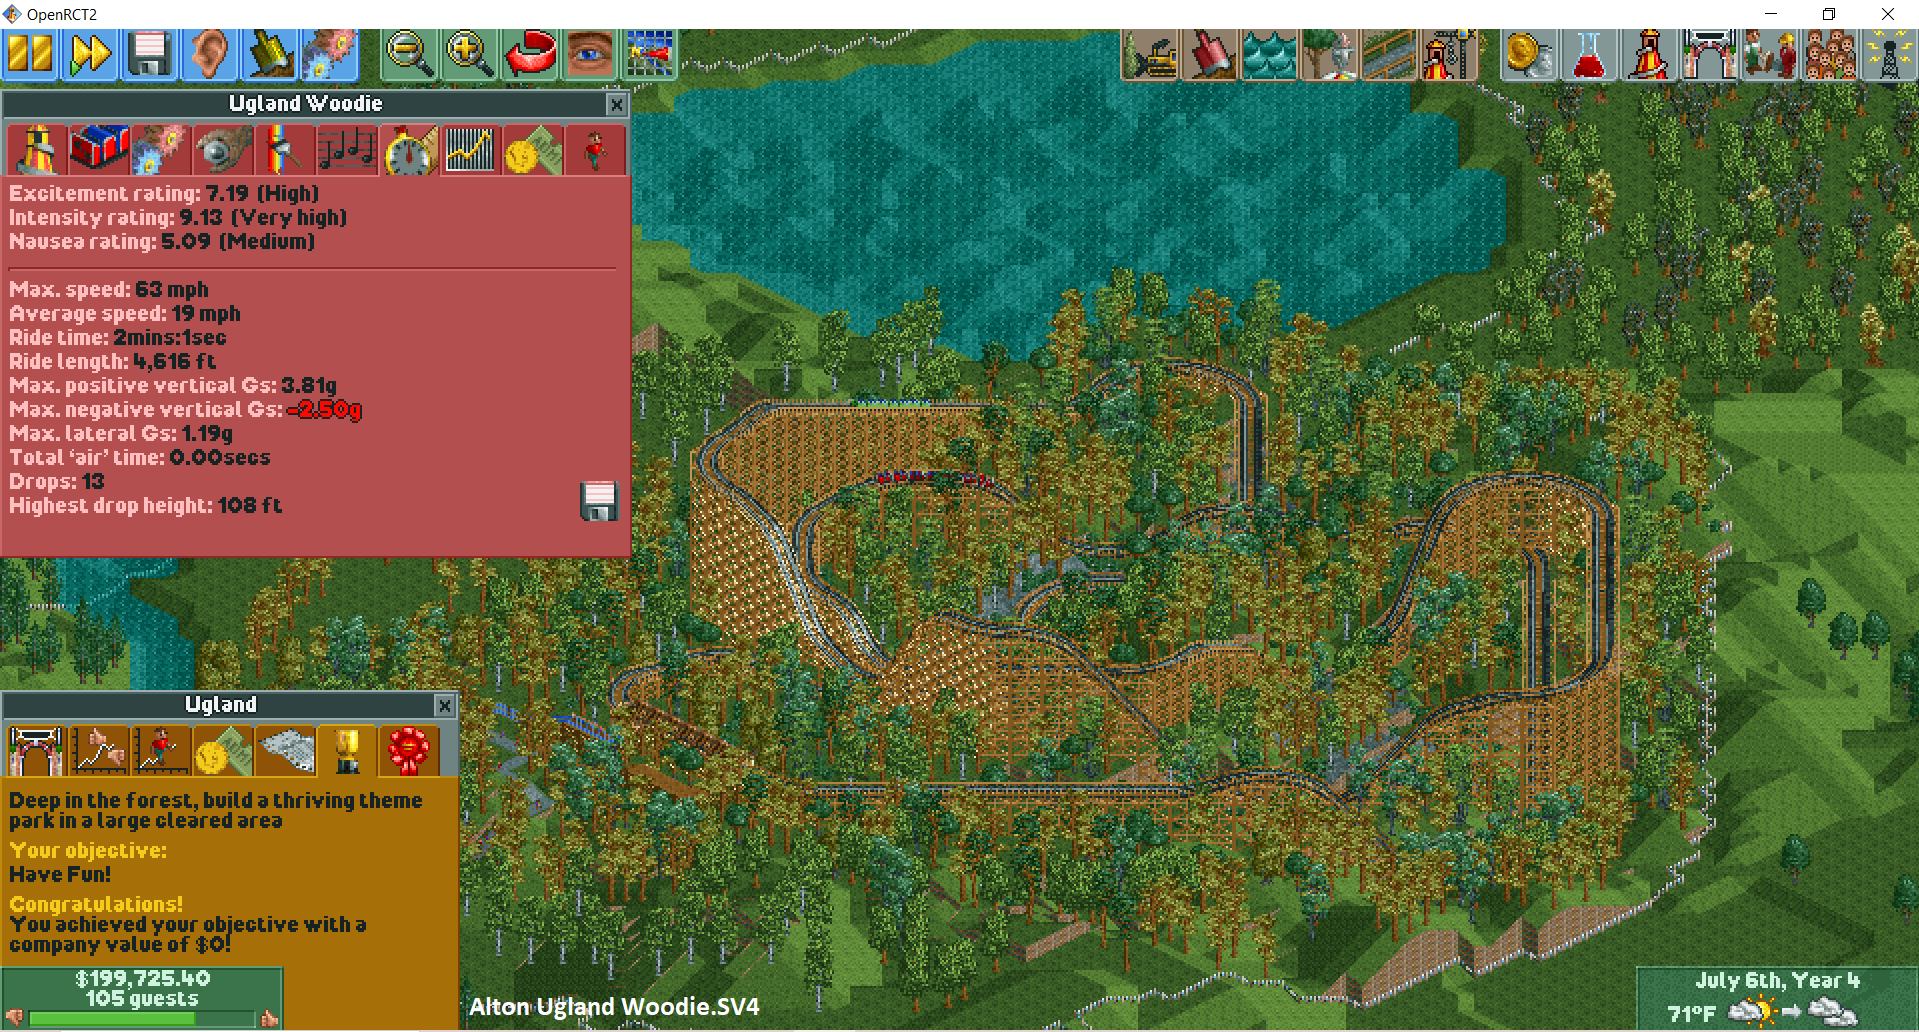 OpenRCT2
Ugland Woodie
Excitement rating: 7.19 (High)
Intensity rating: 9.13 (Very high)
Nausea rating: 5.09 (Medium)
Max. speed: 63 mph
Average speed: 19 mph
Ride time: 2mins:1sec
Ride length: 4,616 ft
Max. positive vertical Gs: 3.81g
Max. negative vertical Gs: -2.50g
Max. lateral Gs: 1.19g
Total ‘air’ time: 0.00secs
Drops: 13
Highest drop height: 108 ft
Ugland
Deep in the forest, build a thriving theme
park in a large cleared area
Your objective:
Have Fun!
Congratulations!
You achieved your objective with a
company value of $0!
$199,725.40
105 guests
Alton Ugland Woodie.SV4
July 6th, Year 4
71°F